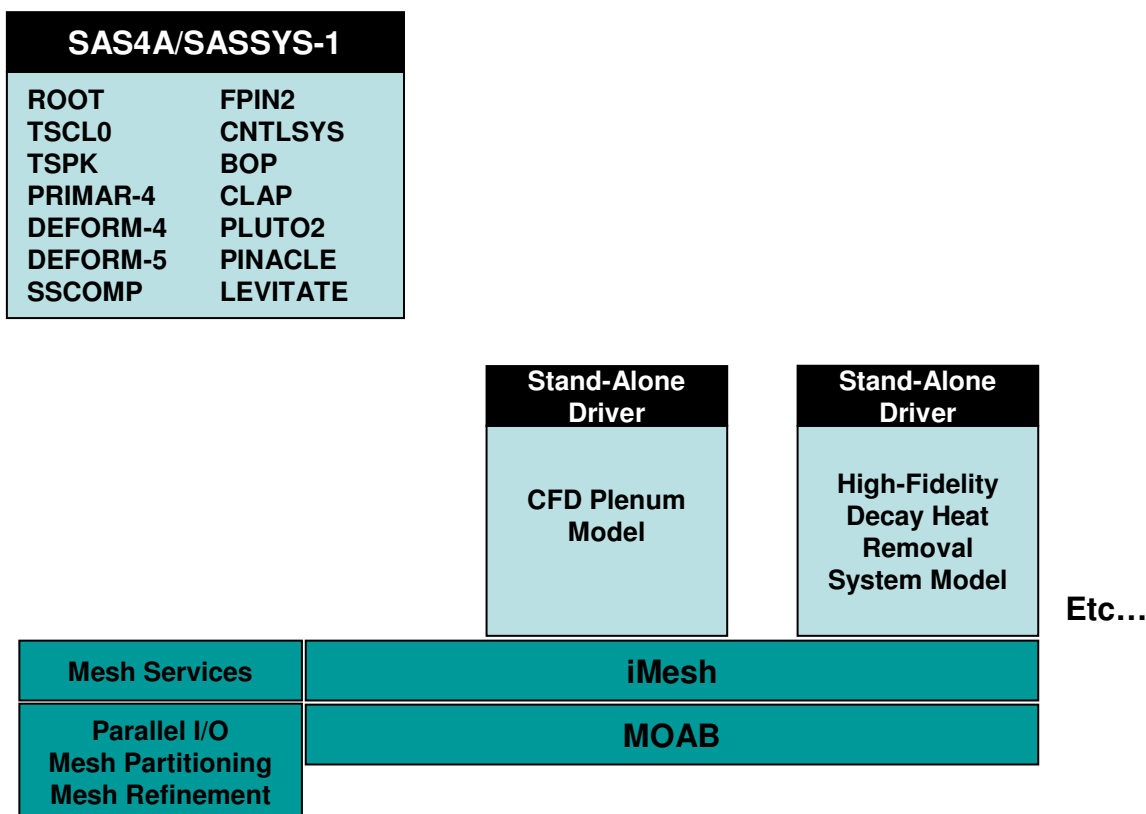 SAS4A/SASSYS-1
ROOT FPIN2
TSCL0 CNTLSYS
TSPK BOP
PRIMAR-4 CLAP
DEFORM-4 PLUTO2
DEFORM-5 PINACLE
SSCOMP LEVITATE
Stand-Alone
Driver
CFD Plenum
Model
Stand-Alone
Driver
High-Fidelity
Decay Heat
Removal
System Model
Etc…
Mesh Services
iMesh
Parallel I/O
Mesh Partitioning
Mesh Refinement
MOAB